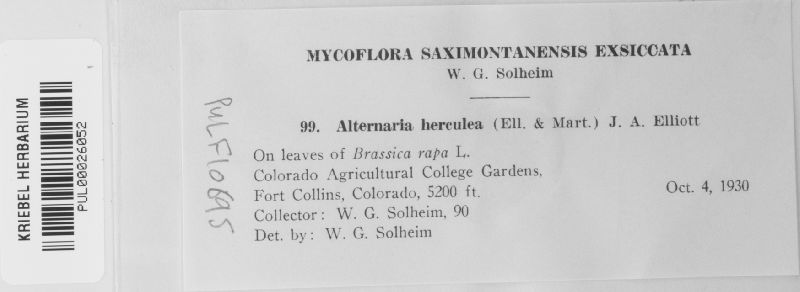 KRIEBEL HERBARIUM
PUL00026052
PULF10895
MYCOFLORA SAXIMONTANENSIS EXSICCATA
W. G. Solheim
99. Alternaria herculea (Ell. & Mart.) J. A. Elliott
On leaves of Brassica rapa L.
Colorado Agricultural College Gardens,
Fort Collins, Colorado, 5200 ft. Oct. 4, 1930
Collector: W. G. Solheim, 90
Det. by: W. G. Solheim